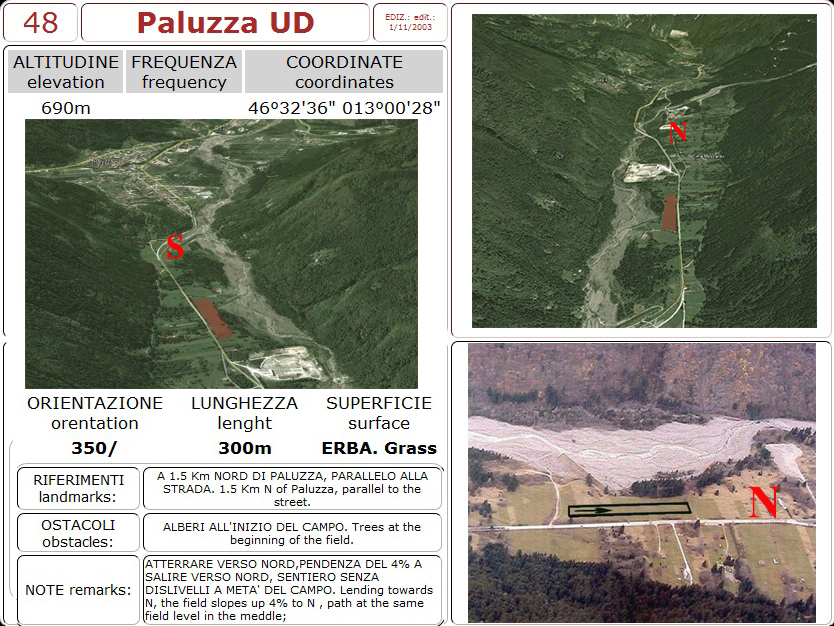 48
Paluzza UD
EDIZ.: edit.:
1/11/2003
ALTITUDINE
elevation
FREQUENZA
frequency
COORDINATE
coordinates
690m
46º32'36" 013°00'28"
S
ORIENTAZIONE
orentation
LUNGHEZZA
lenght
SUPERFICIE
surface
350/
300m
ERBA. Grass
RIFERIMENTI
landmarks:
A 1.5 Km NORD DI PALUZZA, PARALLELO ALLA
STRADA. 1.5 Km N of Paluzza, parallel to the
street.
OSTACOLI
obstacles:
ALBERI ALL'INIZIO DEL CAMPO. Trees at the
beginning of the field.
NOTE remarks:
ATTERRARE VERSO NORD,PENDENZA DEL 4% A
SALIRE VERSO NORD, SENTIERO SENZA
DISLIVELLI A META' DEL CAMPO. Lending towards
N, the field slopes up 4% to N , path at the same
field level in the meddle;
N
N